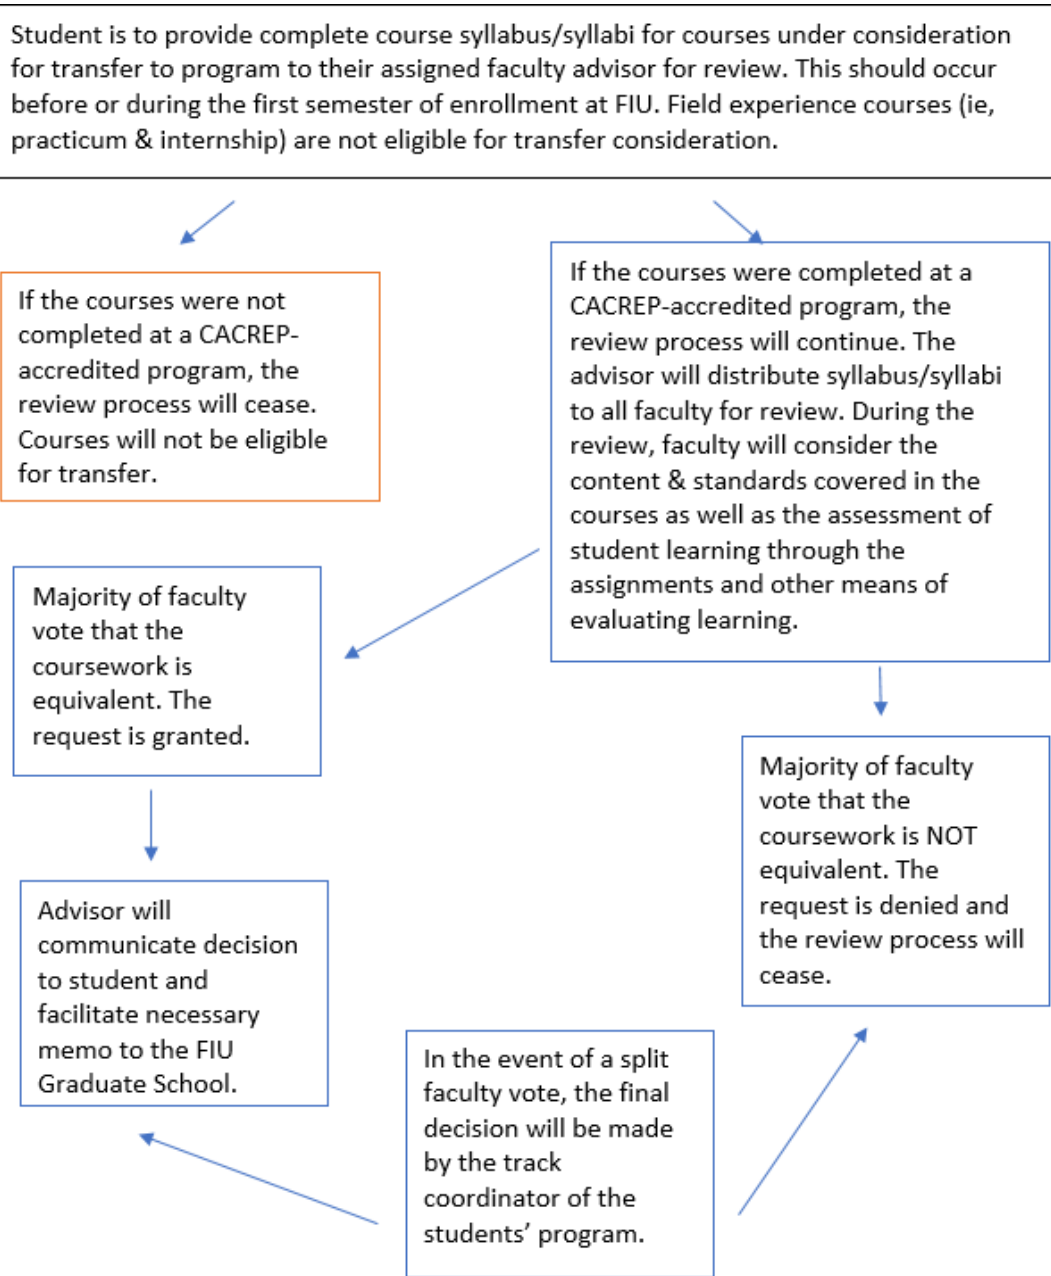 Student is to provide complete course syllabus/syllabi for courses under consideration
for transfer to program to their assigned faculty advisor for review. This should occur
before or during the first semester of enrollment at FIU. Field experience courses (ie,
practicum & internship) are not eligible for transfer consideration.
If the courses were not
completed at a CACREP-
accredited program, the
review process will cease.
Courses will not be eligible
for transfer.
If the courses were completed at a
CACREP-accredited program, the
review process will continue. The
advisor will distribute syllabus/syllabi
to all faculty for review. During the
review, faculty will consider the
content & standards covered in the
courses as well as the assessment of
student learning through the
assignments and other means of
evaluating learning.
Majority of faculty
vote that the
coursework is
equivalent. The
request is granted.
Majority of faculty
vote that the
coursework is NOT
equivalent. The
request is denied and
the review process will
cease.
Advisor will
communicate decision
to student and
facilitate necessary
memo to the FIU
Graduate School.
In the event of a split
faculty vote, the final
decision will be made
by the track
coordinator of the
students’ program.